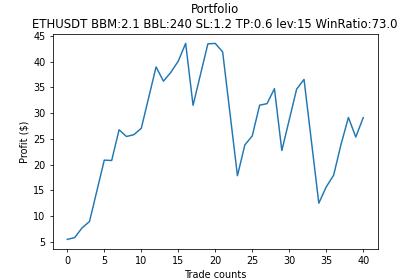 Portfolio
ETHUSDT BBM:2.1 BBL:240 SL:1.2 TP:0.6 lev:15 WinRatio:73.0
45
40
35
30
25
20
15
10
5
Profit ($)
0 5 10 15 20 25 30 35 40
Trade counts